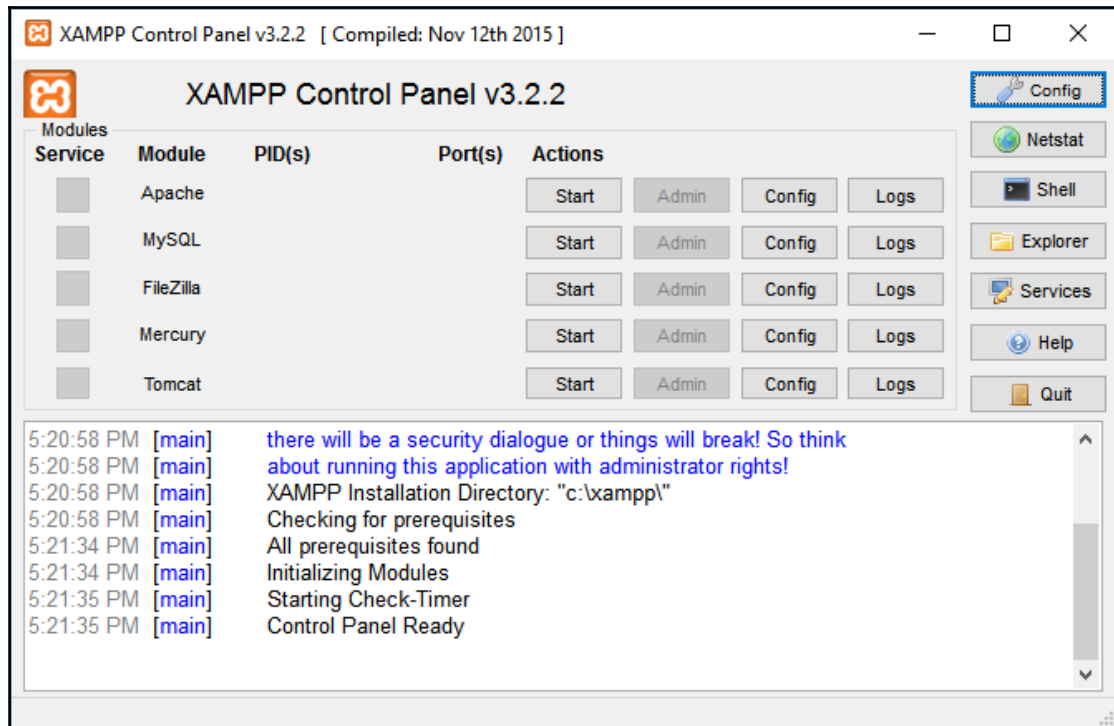 XAMPP Control Panel v3.2.2 [ Compiled: Nov 12th 2015 ]
XAMPP Control Panel v3.2.2
Config
Modules
Service Module PID(s) Port(s) Actions
Netstat
Apache Start Admin Config Logs
Shell
MySQL Start Admin Config Logs
Explorer
FileZilla Start Admin Config Logs
Services
Mercury Start Admin Config Logs
Help
Tomcat Start Admin Config Logs
Quit
5:20:58 PM [main] there will be a security dialogue or things will break! So think
5:20:58 PM [main] about running this application with administrator rights!
5:20:58 PM [main] XAMPP Installation Directory: "c:\xampp\"
5:20:58 PM [main] Checking for prerequisites
5:21:34 PM [main] All prerequisites found
5:21:34 PM [main] Initializing Modules
5:21:35 PM [main] Starting Check-Timer
5:21:35 PM [main] Control Panel Ready